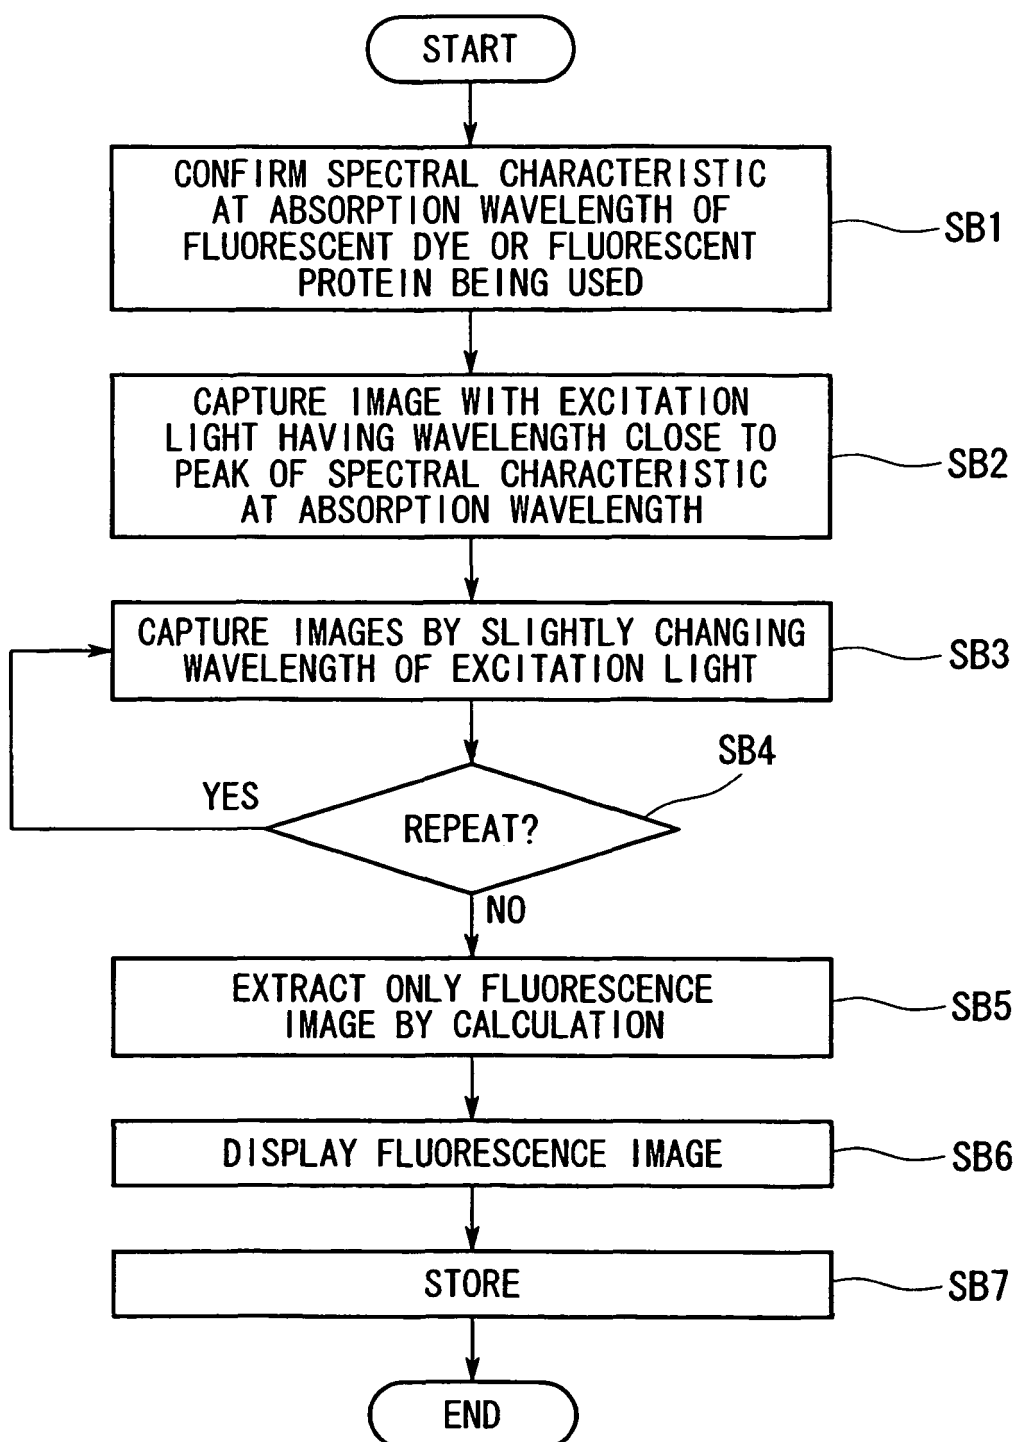 START
CONFIRM SPECTRAL CHARACTERISTIC
AT ABSORPTION WAVELENGTH OF
FLUORESCENT DYE OR FLUORESCENT
PROTEIN BEING USED
SB1
CAPTURE IMAGE WITH EXCITATION
LIGHT HAVING WAVELENGTH CLOSE TO
PEAK OF SPECTRAL CHARACTERISTIC
AT ABSORPTION WAVELENGTH
SB2
CAPTURE IMAGES BY SLIGHTLY CHANGING
WAVELENGTH OF EXCITATION LIGHT
SB3
SB4
YES
REPEAT?
NO
EXTRACT ONLY FLUORESCENCE
IMAGE BY CALCULATION
SB5
DISPLAY FLUORESCENCE IMAGE
SB6
STORE
SB7
END